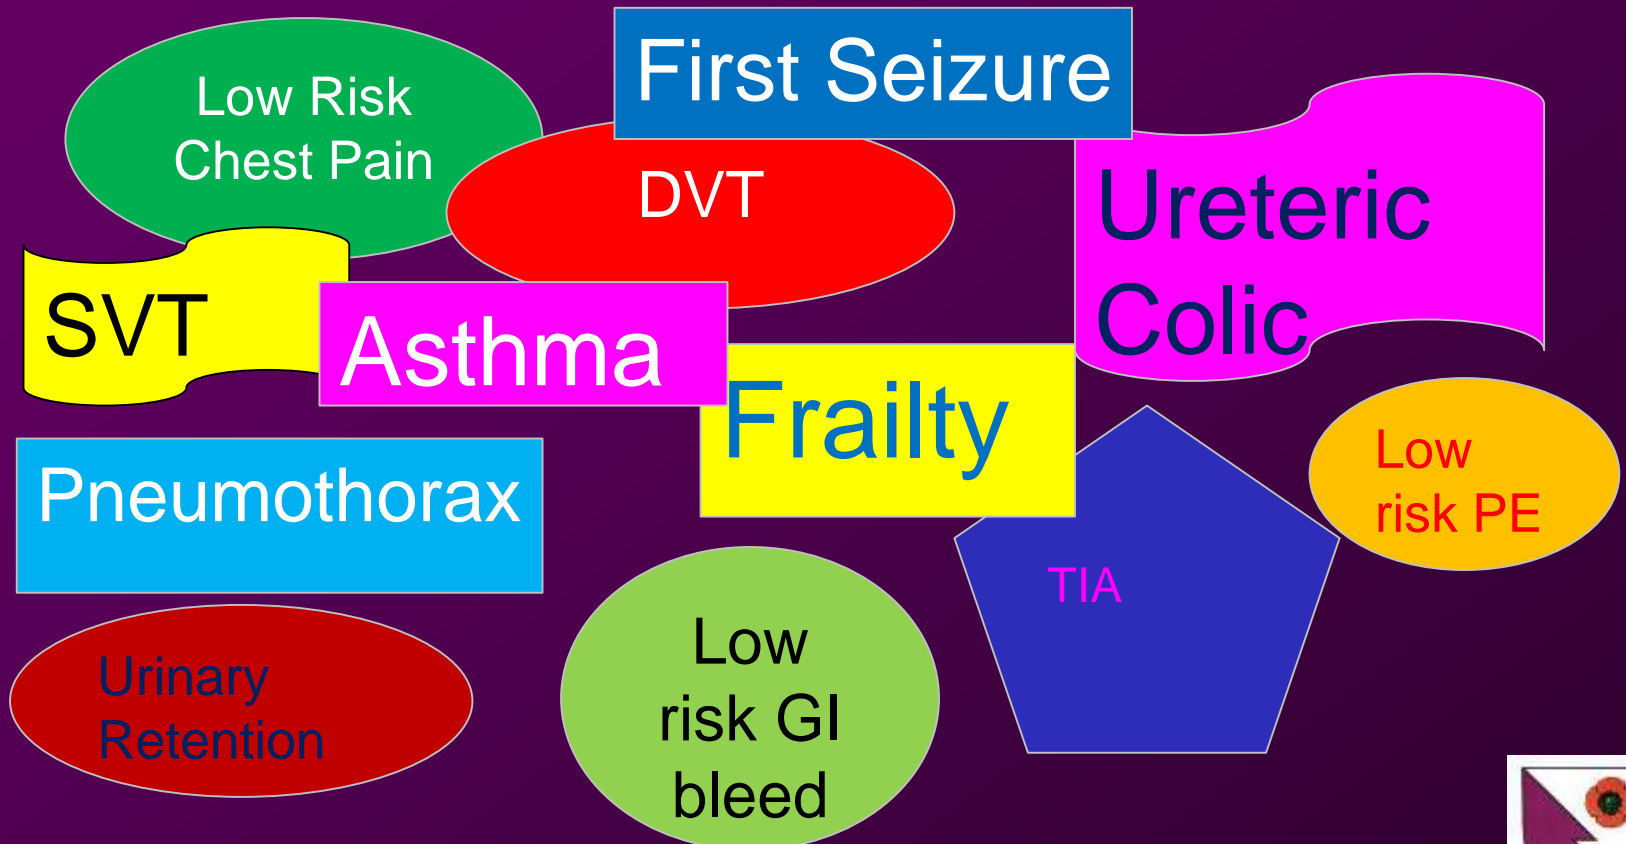 First Seizure
Low Risk
Chest Pain
DVT
Ureteric
Colic
SVT
Asthma
Frailty
Low
risk PE
Pneumothorax
TIA
Low
risk GI
bleed
Urinary
Retention